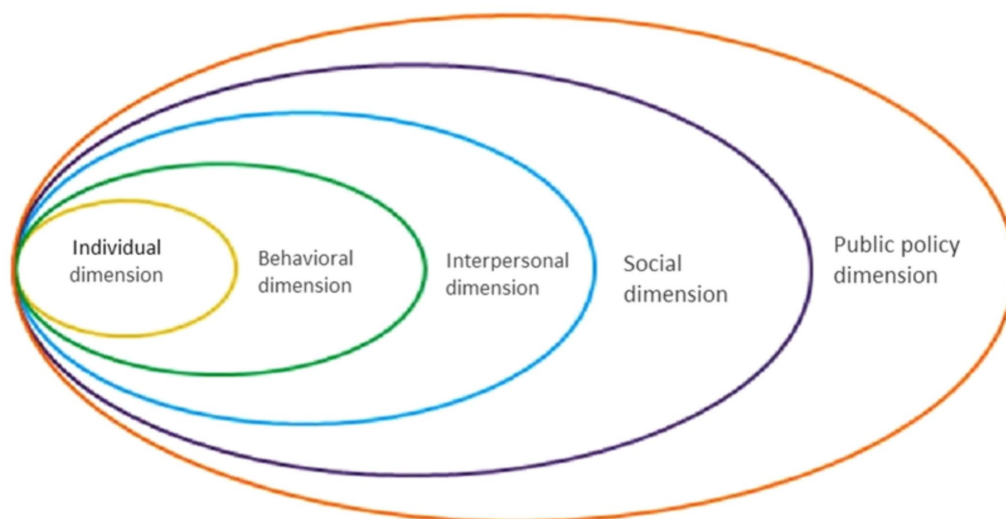 Individual
dimension
Behavioral
dimension
Interpersonal
dimension
Social
dimension
Public policy
dimension